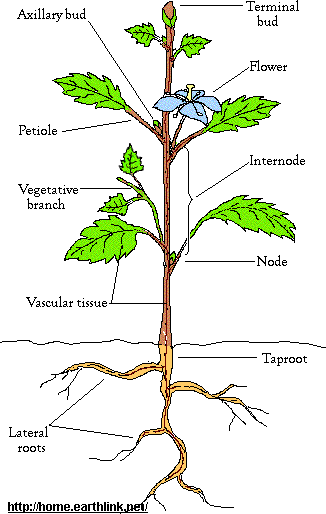 Axillary bud
Terminal
bud
Flower
Petiole
Internode
Vegetative
branch
Node
Vascular tissue
Taproot
Lateral
roots
http://home.earthlink.net/